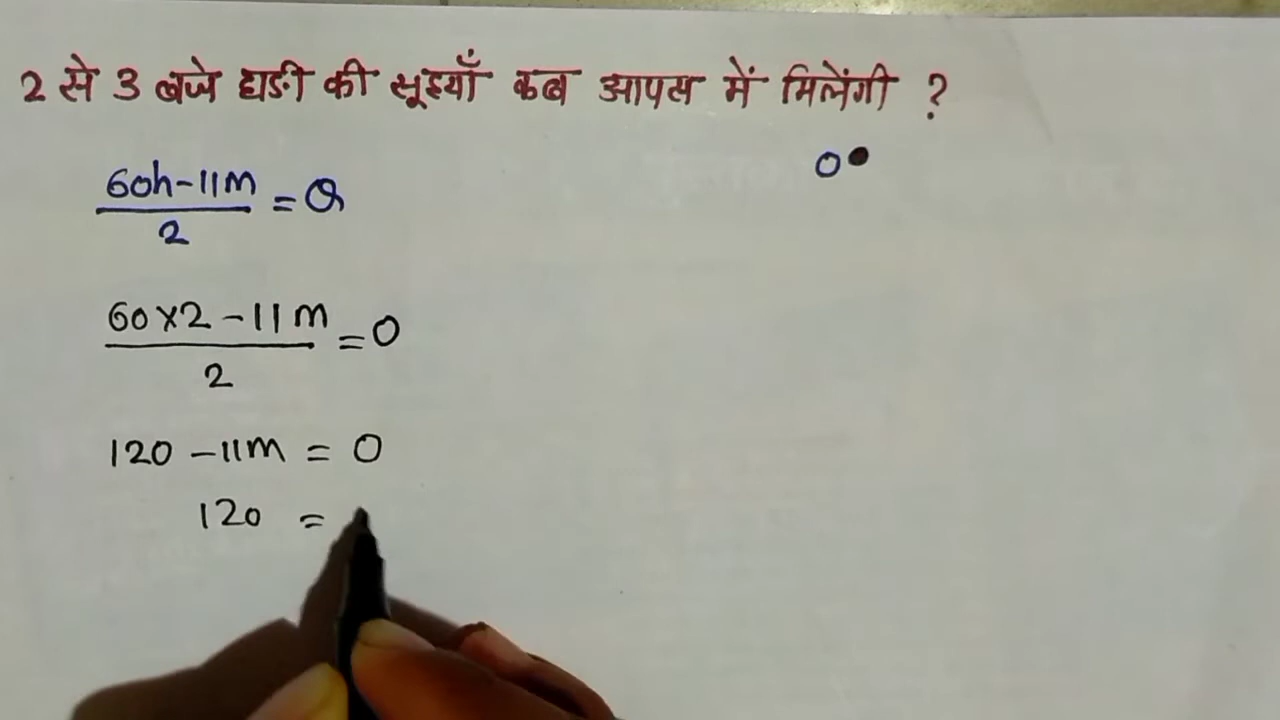 2 से 3 बजे घड़ी की सूइयाँ कब आपस में मिलेंगी ?
0°
60h-11m / 2 = θ
60×2-11m / 2 = 0
120-11m = 0
120 =